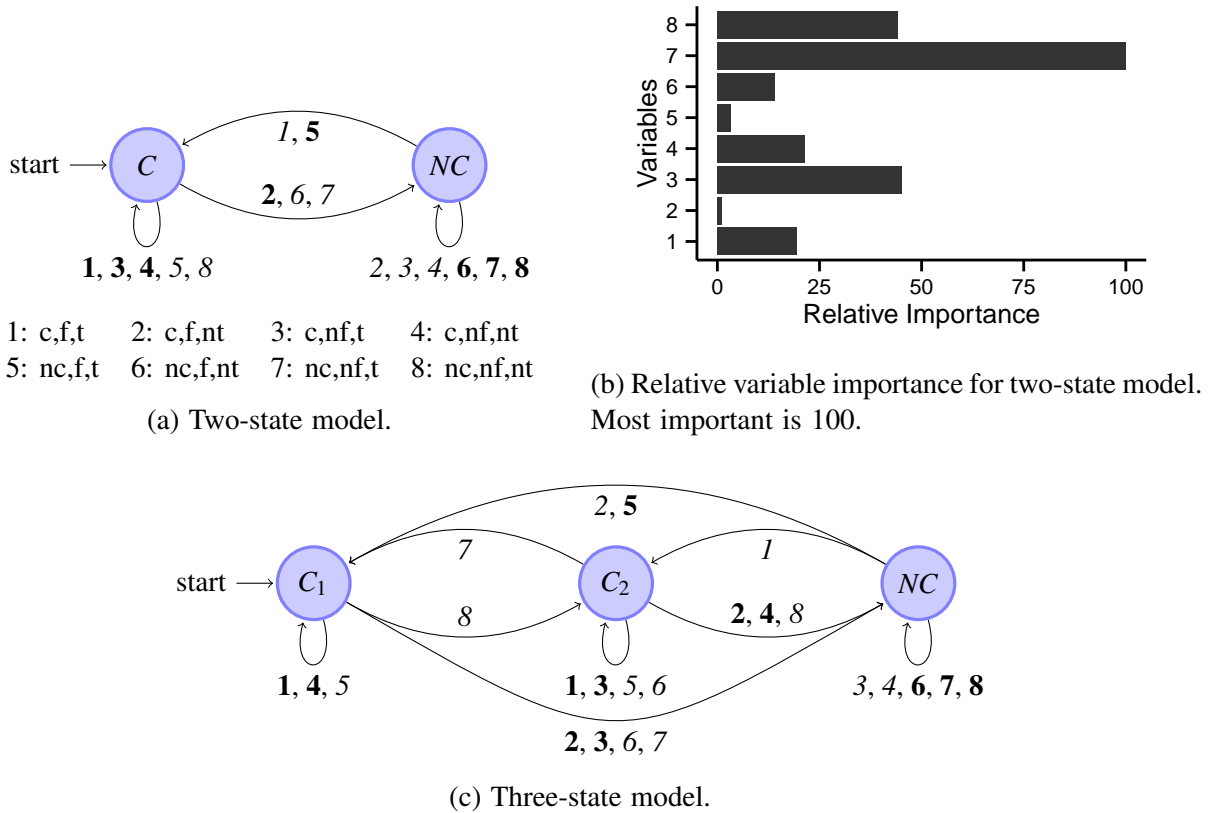 start
C
NC
1, 5
2, 6, 7
1, 3, 4, 5, 8
2, 3, 4, 6, 7, 8
1: c,f,t 2: c,f,nt 3: c,nf,t 4: c,nf,nt
5: nc,f,t 6: nc,f,nt 7: nc,nf,t 8: nc,nf,nt
(a) Two-state model.
Variables
8
7
6
5
4
3
2
1
0 25 50 75 100
Relative Importance
(b) Relative variable importance for two-state model.
Most important is 100.
2, 5
7
1
start
C1
C2
NC
8
2, 4, 8
1, 4, 5
1, 3, 5, 6
3, 4, 6, 7, 8
2, 3, 6, 7
(c) Three-state model.